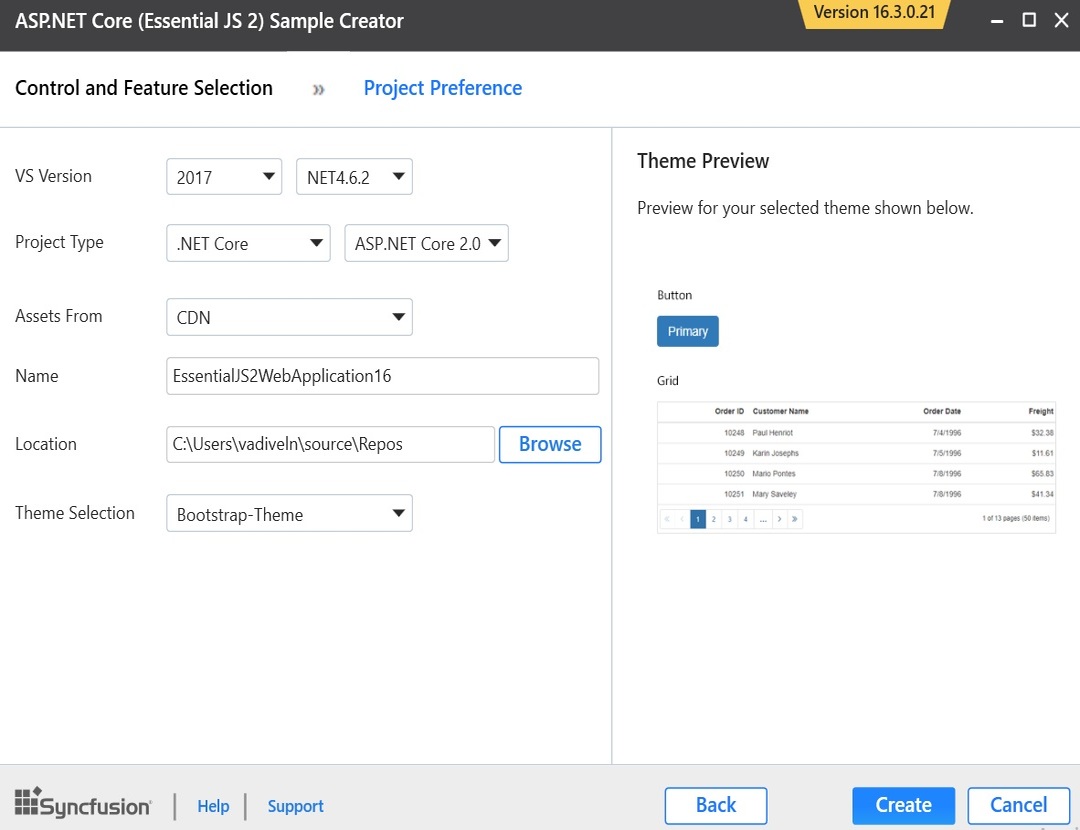 ASP.NET Core (Essential JS 2) Sample Creator
Version 16.3.0.21
Control and Feature Selection » Project Preference
VS Version 2017 NET4.6.2
Project Type .NET Core ASP.NET Core 2.0
Assets From CDN
Name EssentialJS2WebApplication16
Location C:\Users\vadiveln\source\Repos Browse
Theme Selection Bootstrap-Theme
Theme Preview
Preview for your selected theme shown below.
Button
Primary
Grid
Order ID Customer Name Order Date Freight
10248 Paul Henriot 7/4/1996 $32.38
10249 Karin Josephs 7/5/1996 $11.61
10250 Mario Pontes 7/8/1996 $65.83
10251 Mary Saveley 7/8/1996 $41.34
« ‹ 1 2 3 4 ... › » 1 of 13 pages (50 items)
Syncfusion | Help | Support Back Create Cancel